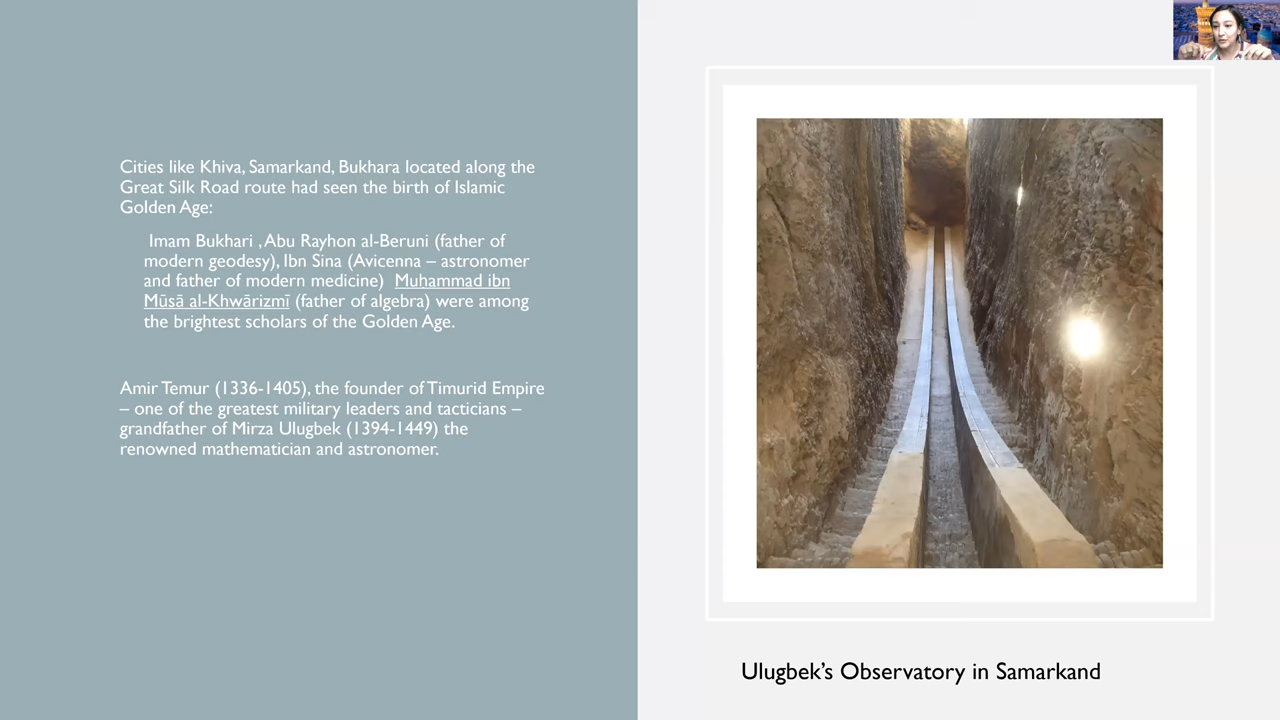 Cities like Khiva, Samarkand, Bukhara located along the
Great Silk Road route had seen the birth of Islamic
Golden Age:
Imam Bukhari , Abu Rayhon al-Beruni (father of
modern geodesy), Ibn Sina (Avicenna – astronomer
and father of modern medicine) Muhammad ibn
Mūsā al-Khwārizmī (father of algebra) were among
the brightest scholars of the Golden Age.
Amir Temur (1336-1405), the founder of Timurid Empire
– one of the greatest military leaders and tacticians –
grandfather of Mirza Ulugbek (1394-1449) the
renowned mathematician and astronomer.
Ulugbek’s Observatory in Samarkand